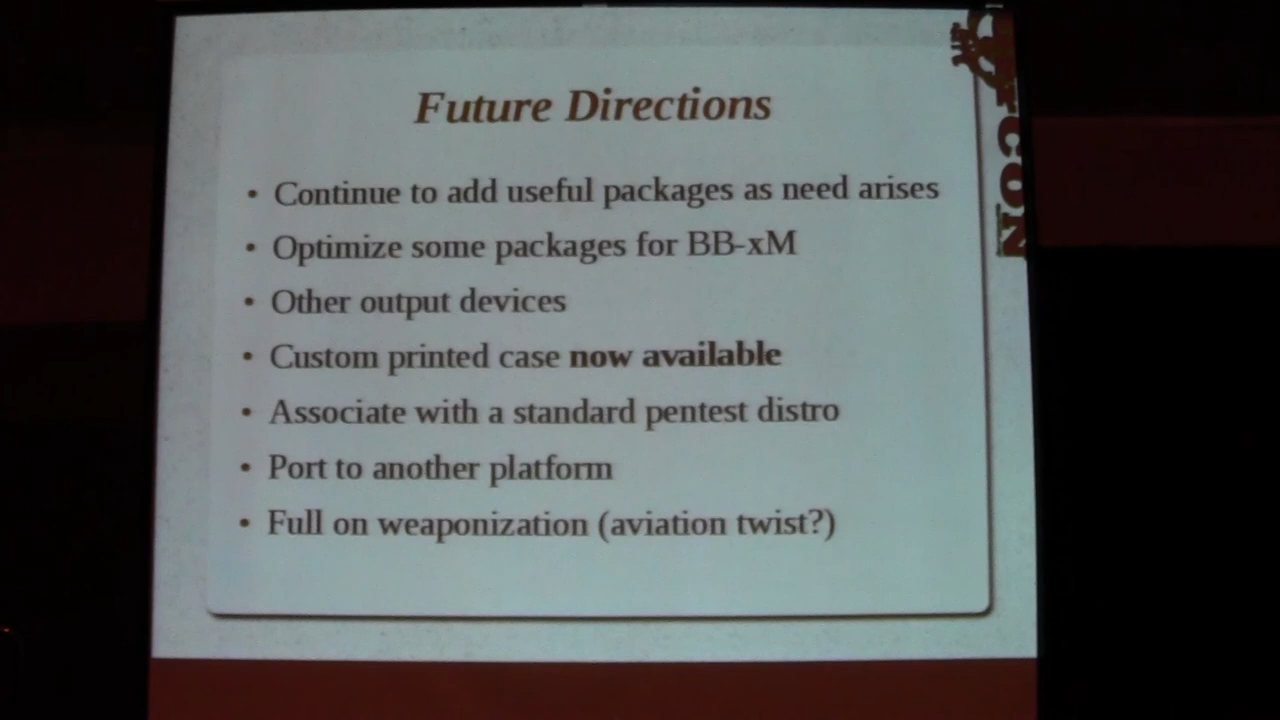 Future Directions
• Continue to add useful packages as need arises
• Optimize some packages for BB-xM
• Other output devices
• Custom printed case now available
• Associate with a standard pentest distro
• Port to another platform
• Full on weaponization (aviation twist?)
CON